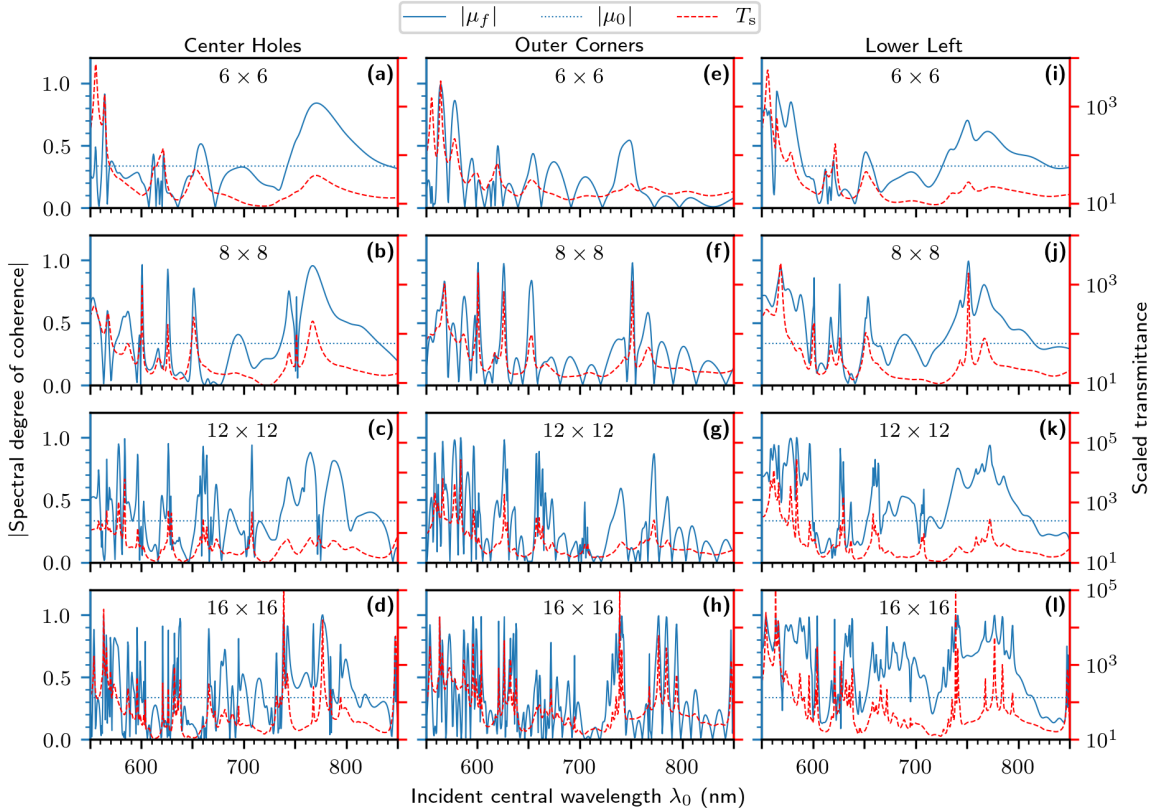 |μ_f| |μ_0| T_s
Center Holes Outer Corners Lower Left
6 × 6 (a) 6 × 6 (e) 6 × 6 (i)
1.0
0.5
0.0
10^3
10^1
8 × 8 (b) 8 × 8 (f) 8 × 8 (j)
1.0
0.5
0.0
10^3
10^1
12 × 12 (c) 12 × 12 (g) 12 × 12 (k)
1.0
0.5
0.0
10^5
10^3
10^1
16 × 16 (d) 16 × 16 (h) 16 × 16 (l)
1.0
0.5
0.0
10^5
10^3
10^1
600 700 800 600 700 800 600 700 800
|Spectral degree of coherence|
Scaled transmittance
Incident central wavelength λ_0 (nm)